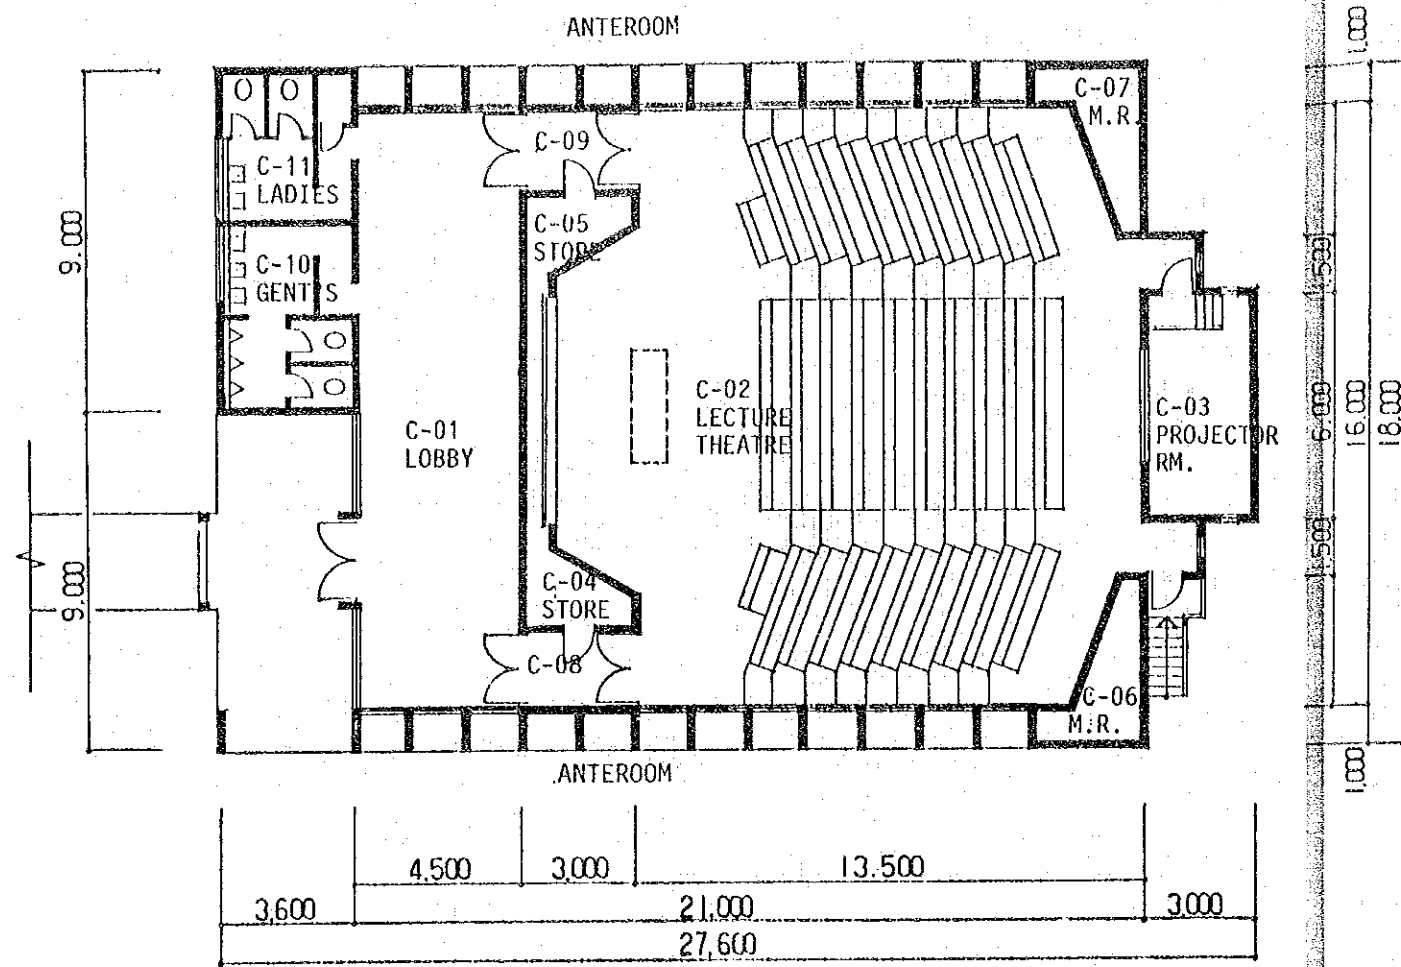 ANTEROOM
C-07
M.R.
C-09
C-11
LADIES
C-05
STORE
C-10
GENT'S
C-01
LOBBY
C-02
LECTURE
THEATRE
C-03
PROJECTOR
RM.
C-04
STORE
C-08
C-06
M.R.
ANTEROOM
9.000
9.000
1.000
1.500
6.000
16.000
18.000
1.500
1.000
4,500
3,000
13.500
3,600
21,000
3,000
27,600